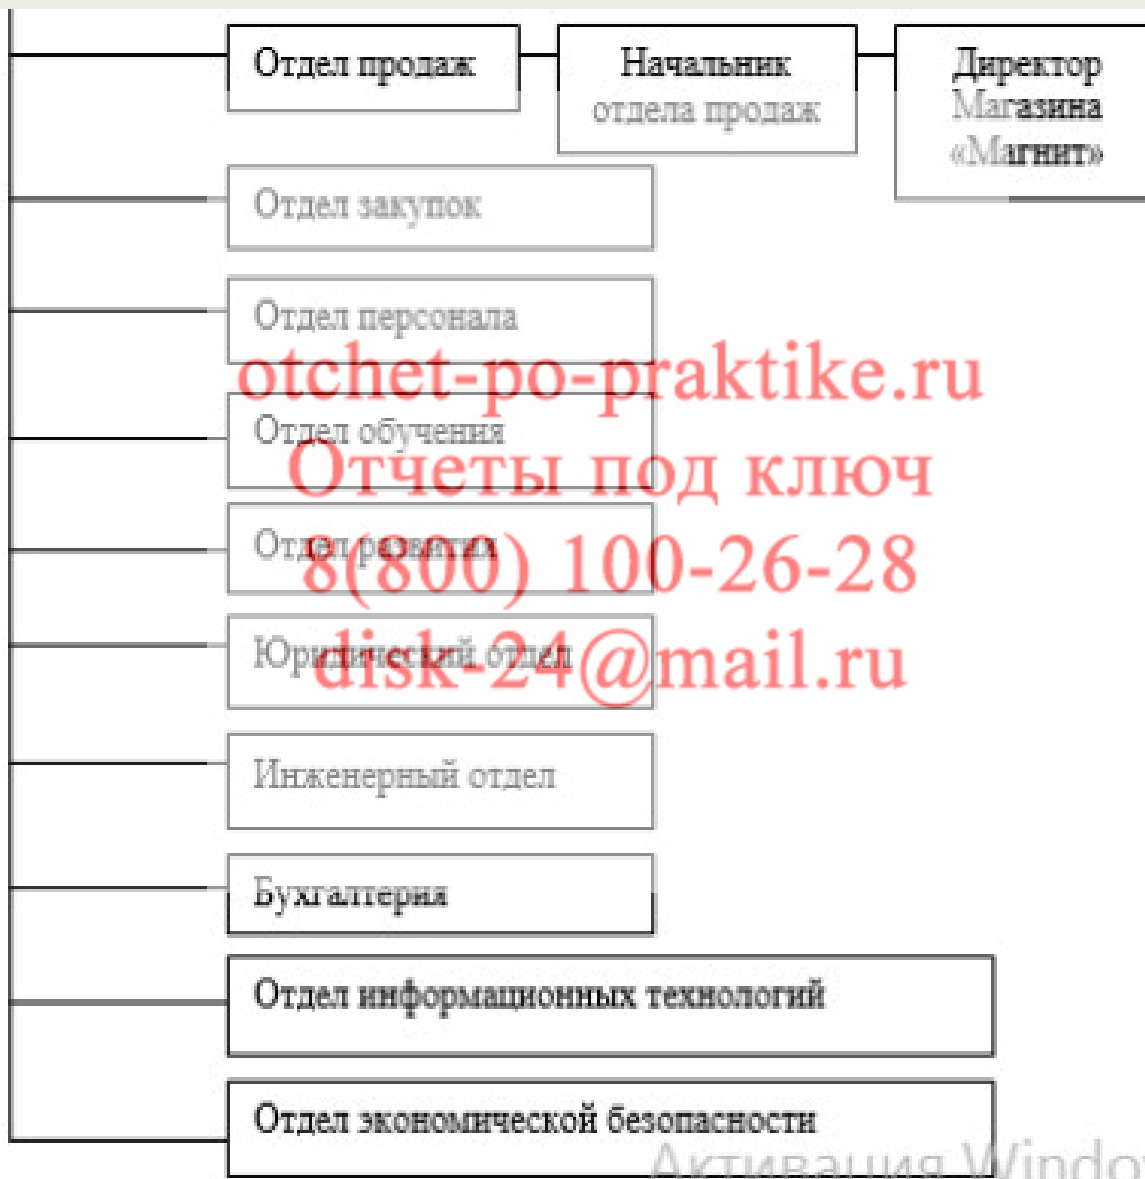 Отдел продаж
Начальник
отдела продаж
Директор
Магазина
«Магнит»
Отдел закупок
Отдел персонала
otchet-po-praktike.ru
Отдел обучения
Отчеты под ключ
Отдел развития
8(800) 100-26-28
Юридический отдел
disk-24@mail.ru
Инженерный отдел
Бухгалтерия
Отдел информационных технологий
Отдел экономической безопасности
Активация Window